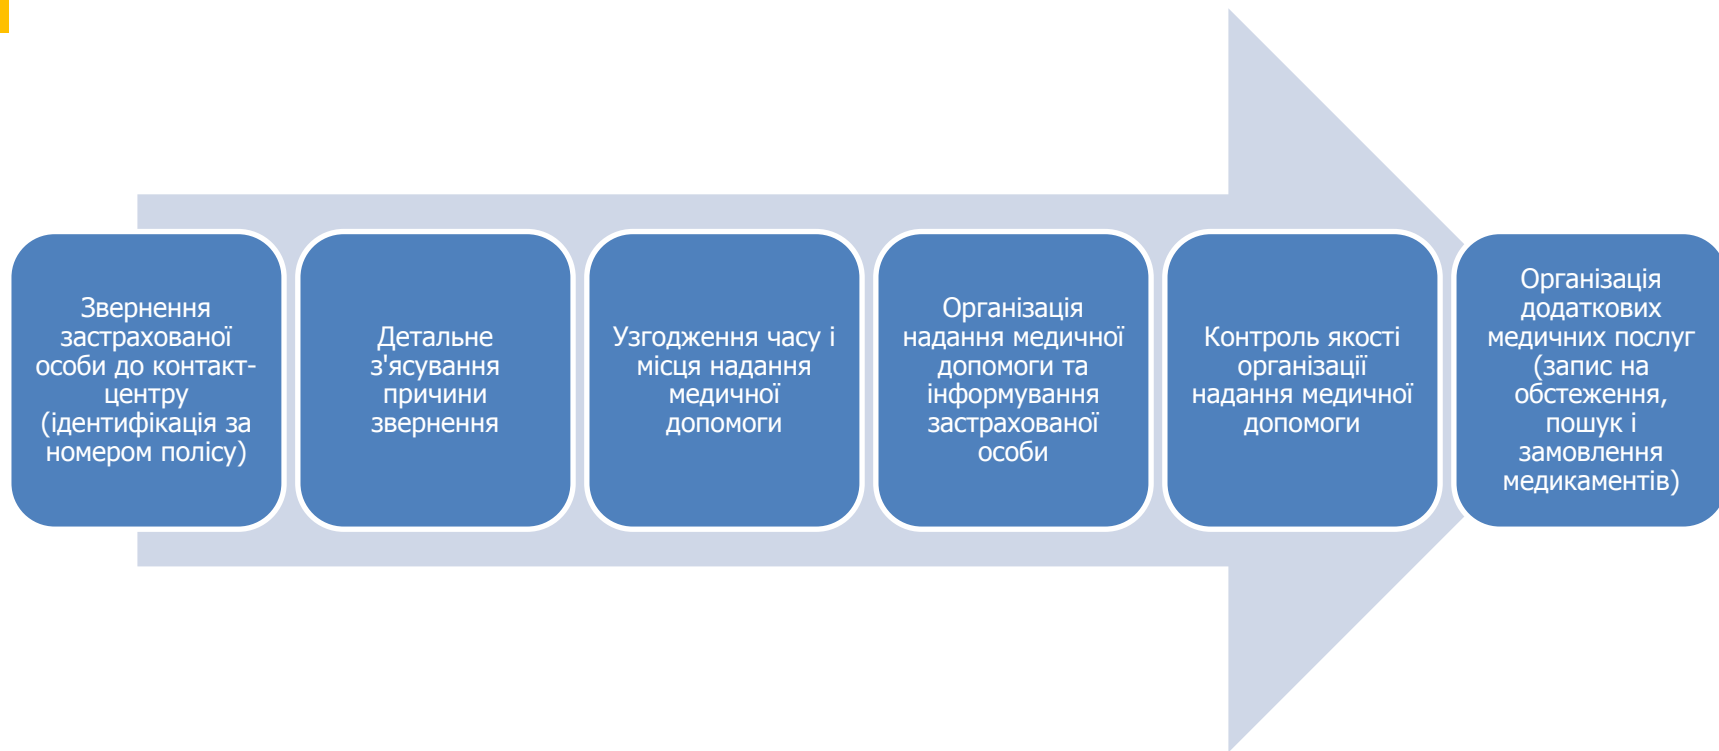 Звернення
застрахованої
особи до контакт-
центру
(ідентифікація за
номером полісу)
Детальне
з'ясування
причини
звернення
Узгодження часу і
місця надання
медичної
допомоги
Організація
надання медичної
допомоги та
інформування
застрахованої
особи
Контроль якості
організації
надання медичної
допомоги
Організація
додаткових
медичних послуг
(запис на
обстеження,
пошук і
замовлення
медикаментів)